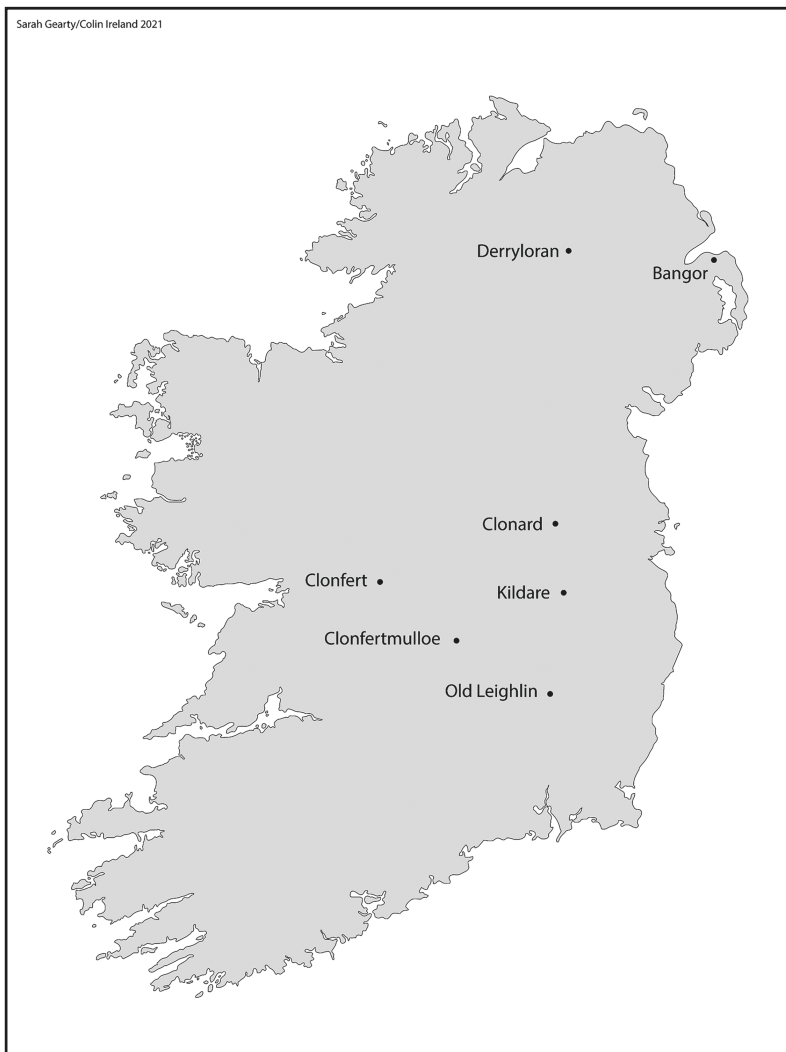 Sarah Gearty/Colin Ireland 2021
Derryloran
Bangor
Clonard
Clonfert
Kildare
Clonfertmulloe
Old Leighlin